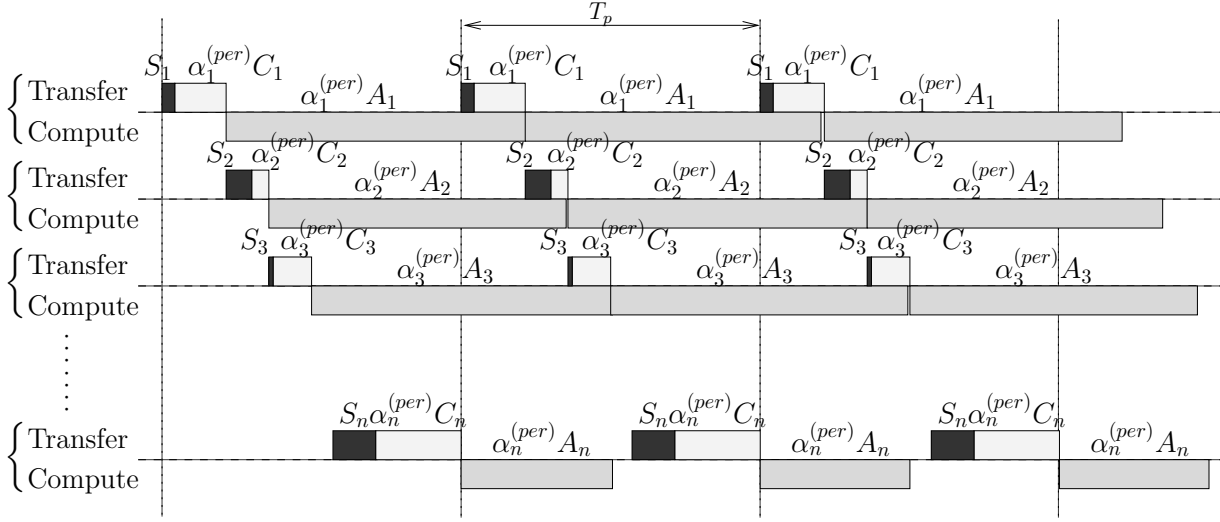 T_p
S_1 α_1^{(per)}C_1 S_1 α_1^{(per)}C_1 S_1 α_1^{(per)}C_1
Transfer α_1^{(per)}A_1 α_1^{(per)}A_1 α_1^{(per)}A_1
Compute
S_2 α_2^{(per)}C_2 S_2 α_2^{(per)}C_2 S_2 α_2^{(per)}C_2
Transfer α_2^{(per)}A_2 α_2^{(per)}A_2 α_2^{(per)}A_2
Compute
S_3 α_3^{(per)}C_3 S_3 α_3^{(per)}C_3 S_3 α_3^{(per)}C_3
Transfer α_3^{(per)}A_3 α_3^{(per)}A_3 α_3^{(per)}A_3
Compute
S_n α_n^{(per)}C_n S_n α_n^{(per)}C_n S_n α_n^{(per)}C_n
Transfer α_n^{(per)}A_n α_n^{(per)}A_n α_n^{(per)}A_n
Compute